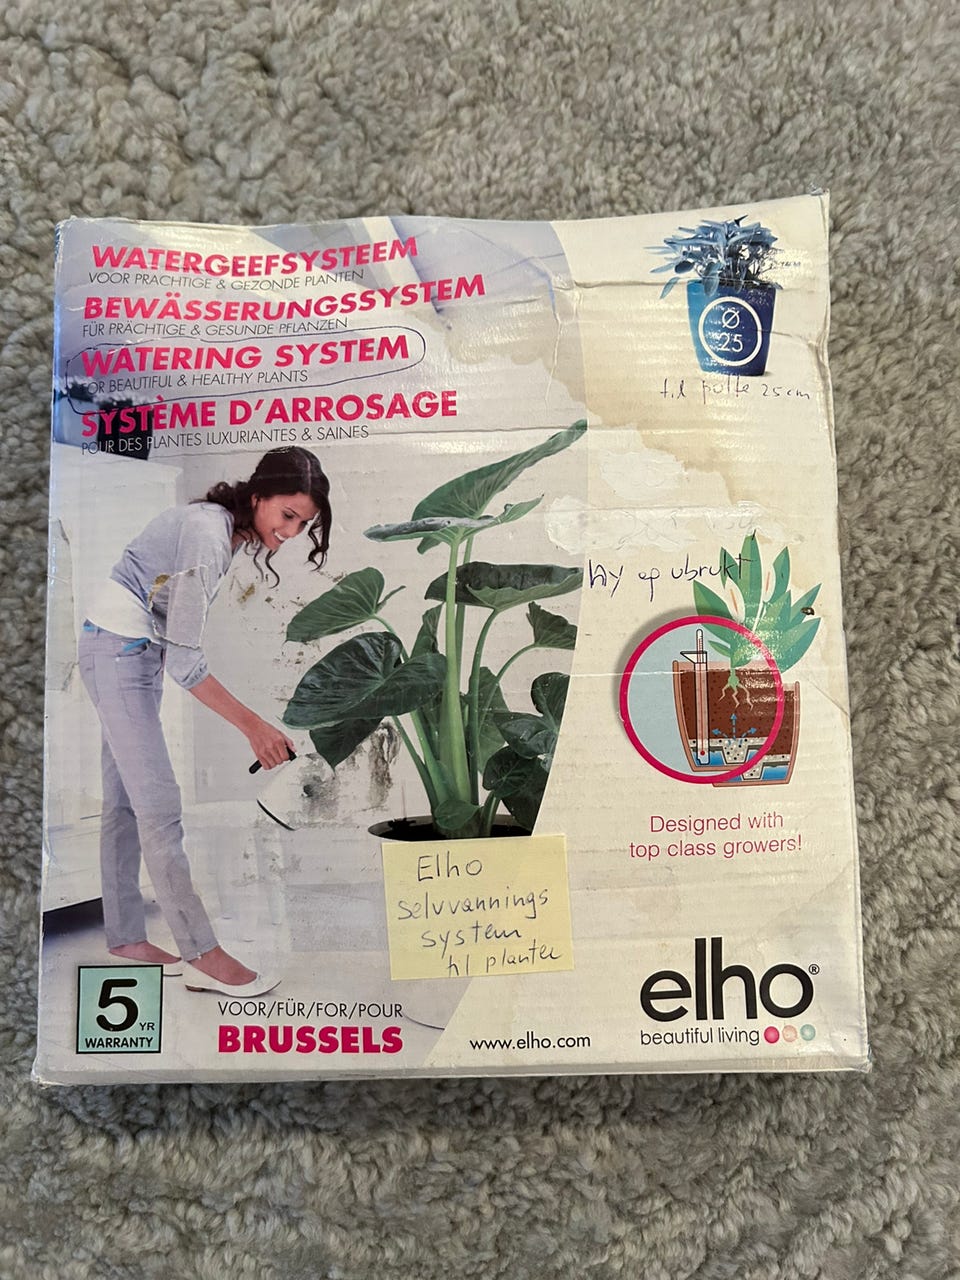 WATERGEEFSYSTEEM
VOOR PRACHTIGE & GEZONDE PLANTEN
BEWÄSSERUNGSSYSTEM
FÜR PRÄCHTIGE & GESUNDE PFLANZEN
WATERING SYSTEM
FOR BEAUTIFUL & HEALTHY PLANTS
SYSTÈME D'ARROSAGE
POUR DES PLANTES LUXURIANTES & SAINES
Ø
25
til potte 25cm
Ny og ubrukt
Designed with
top class growers!
Elho
selvvannings
system
til planter
5
YR
WARRANTY
VOOR/FÜR/FOR/POUR
BRUSSELS
www.elho.com
elho®
beautiful living